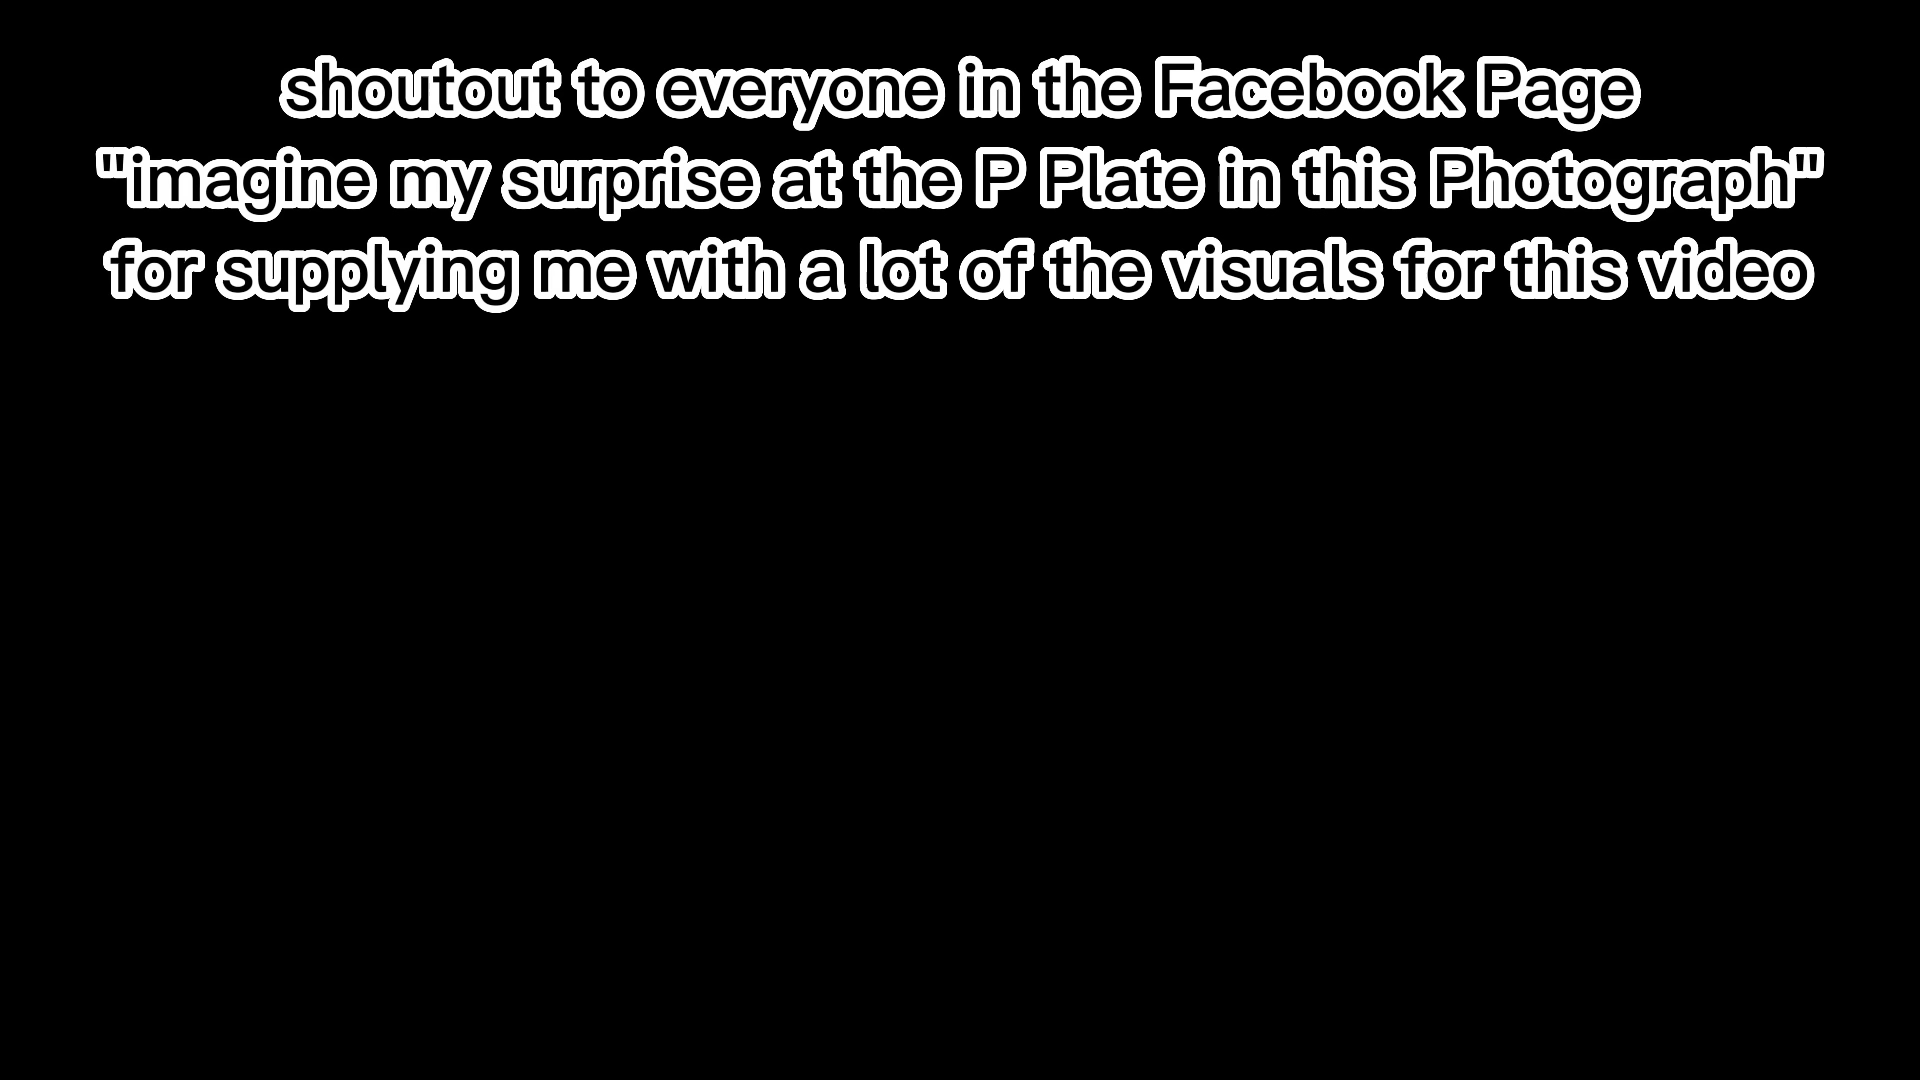 shoutout to everyone in the Facebook Page
"imagine my surprise at the P Plate in this Photograph"
for supplying me with a lot of the visuals for this video